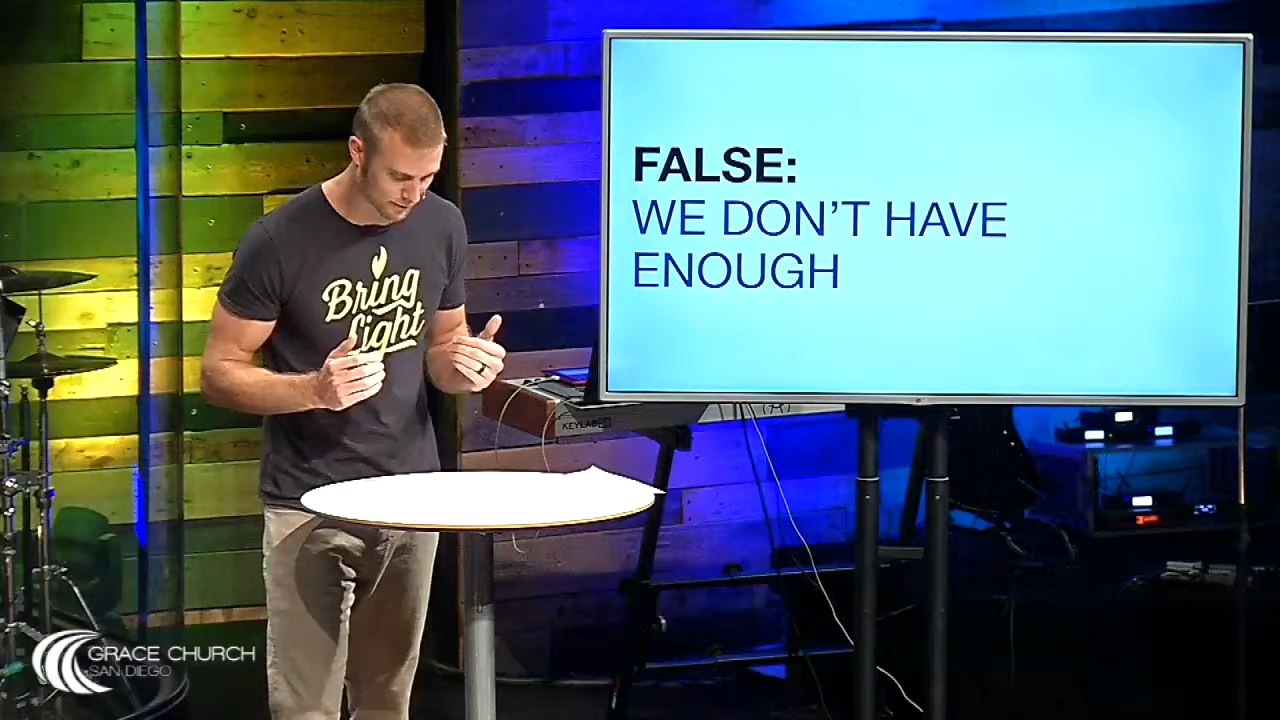 FALSE:
WE DON'T HAVE
ENOUGH
Bring
Light
KEYLAB
GRACE CHURCH
SAN DIEGO